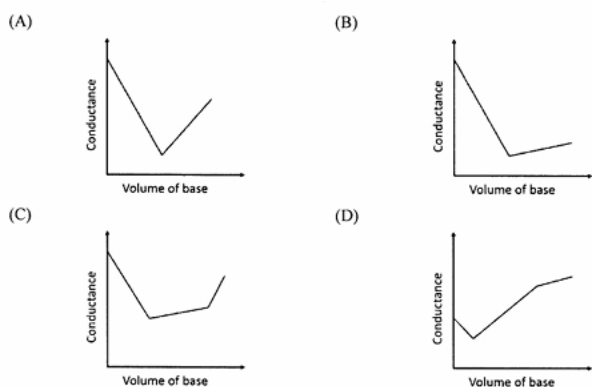 (A)
(B)
Conductance
Volume of base
Conductance
Volume of base
(C)
(D)
Conductance
Volume of base
Conductance
Volume of base